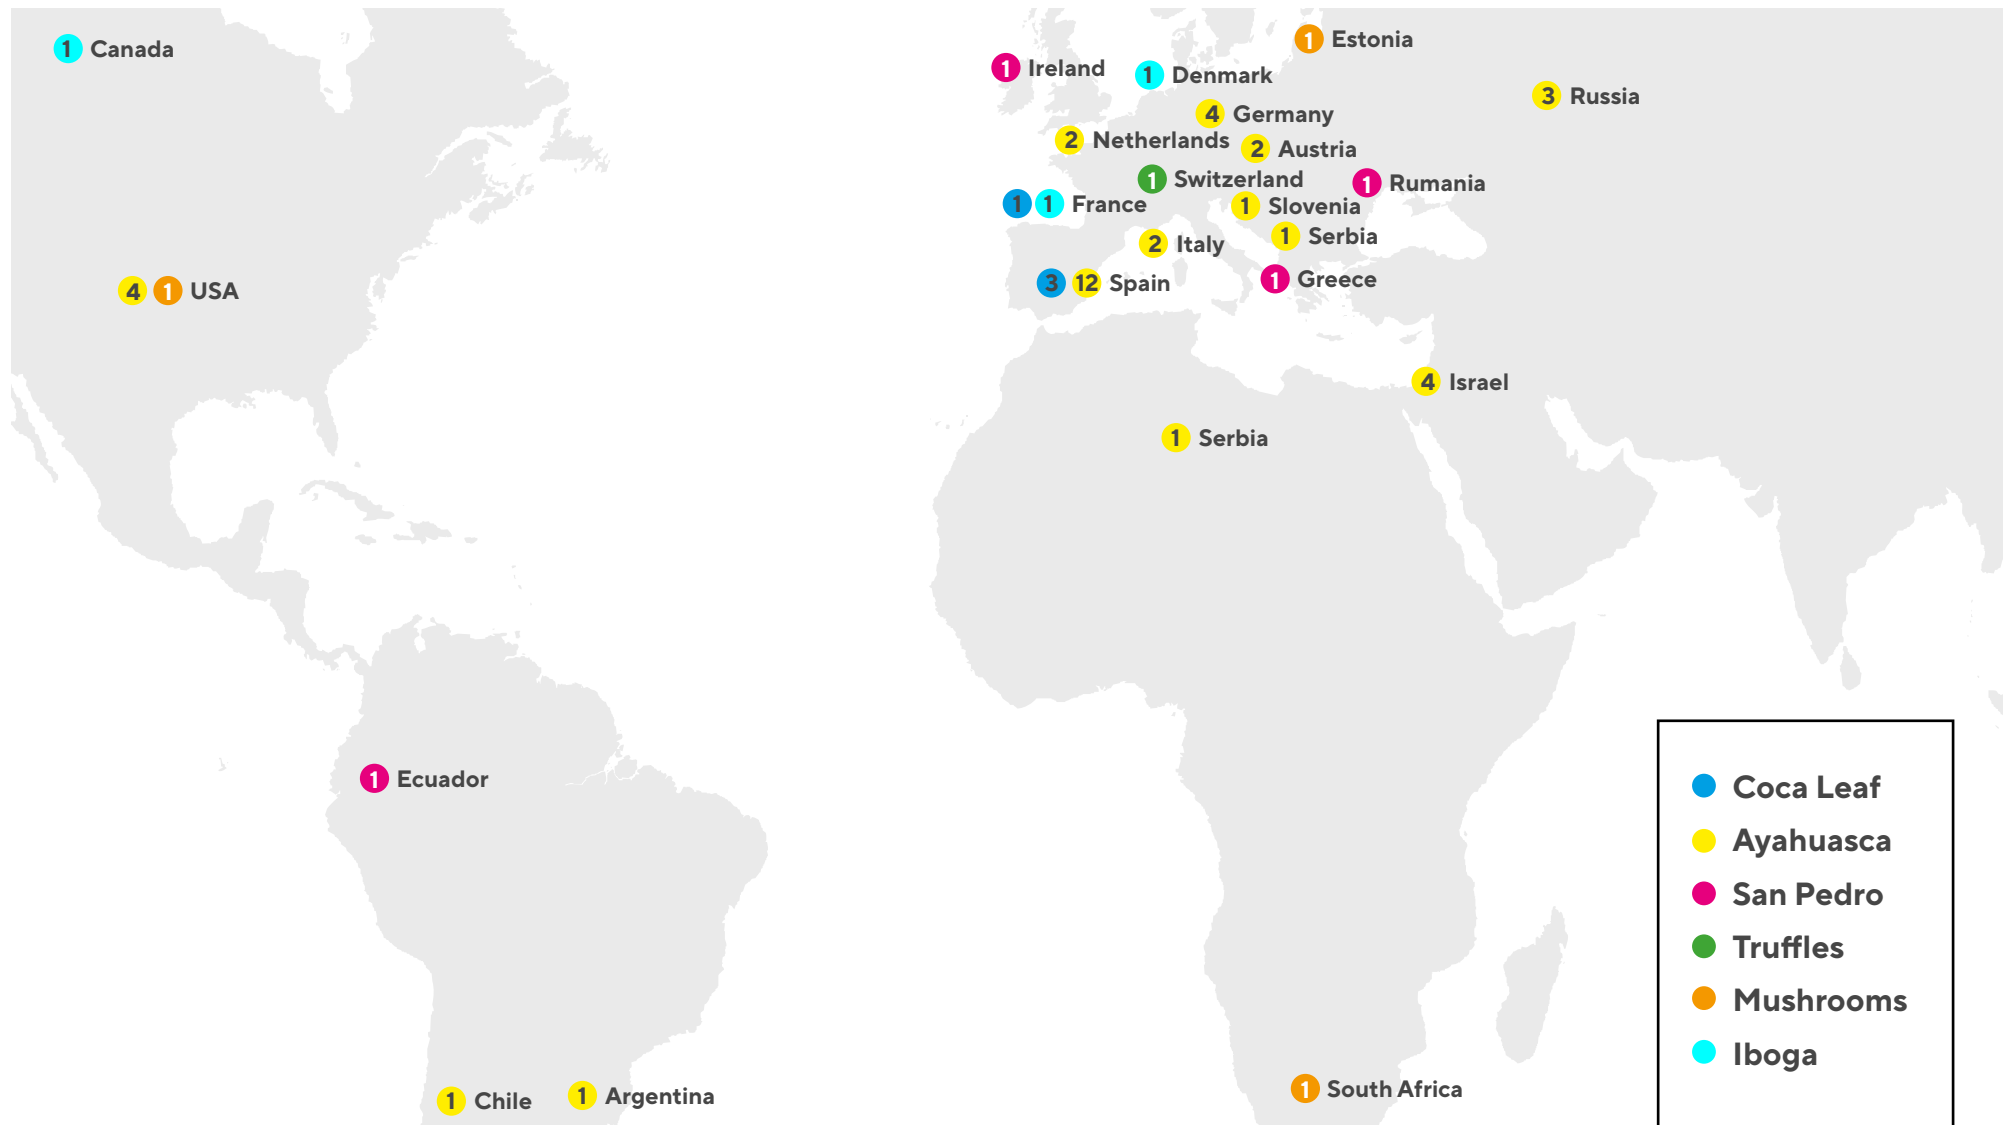 1 Canada
1 Estonia
1 Ireland
1 Denmark
3 Russia
4 Germany
2 Netherlands
2 Austria
1 Switzerland
1 Rumania
1 1 France
1 Slovenia
1 Serbia
2 Italy
1 Greece
3 12 Spain
4 1 USA
4 Israel
1 Serbia
1 Ecuador
Coca Leaf
Ayahuasca
San Pedro
Truffles
Mushrooms
Iboga
1 Chile
1 Argentina
1 South Africa